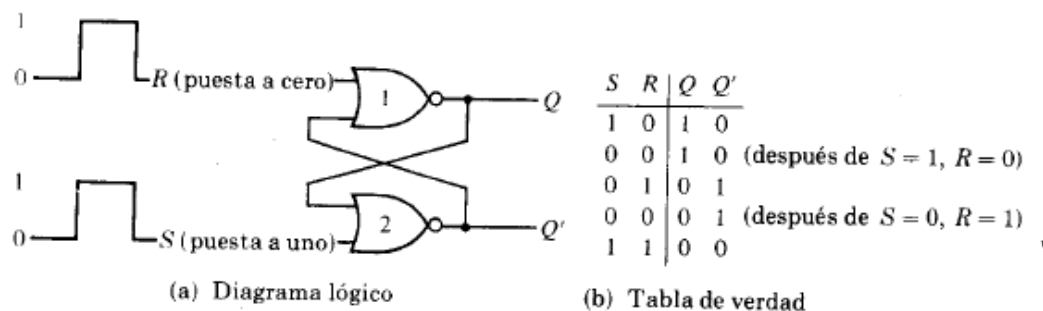 1
0
R (puesta a cero)
1
Q
1
0
S (puesta a uno)
2
Q'
(a) Diagrama lógico
S R Q Q'
1 0 1 0
0 0 1 0 (después de S = 1, R = 0)
0 1 0 1
0 0 0 1 (después de S = 0, R = 1)
1 1 0 0
(b) Tabla de verdad